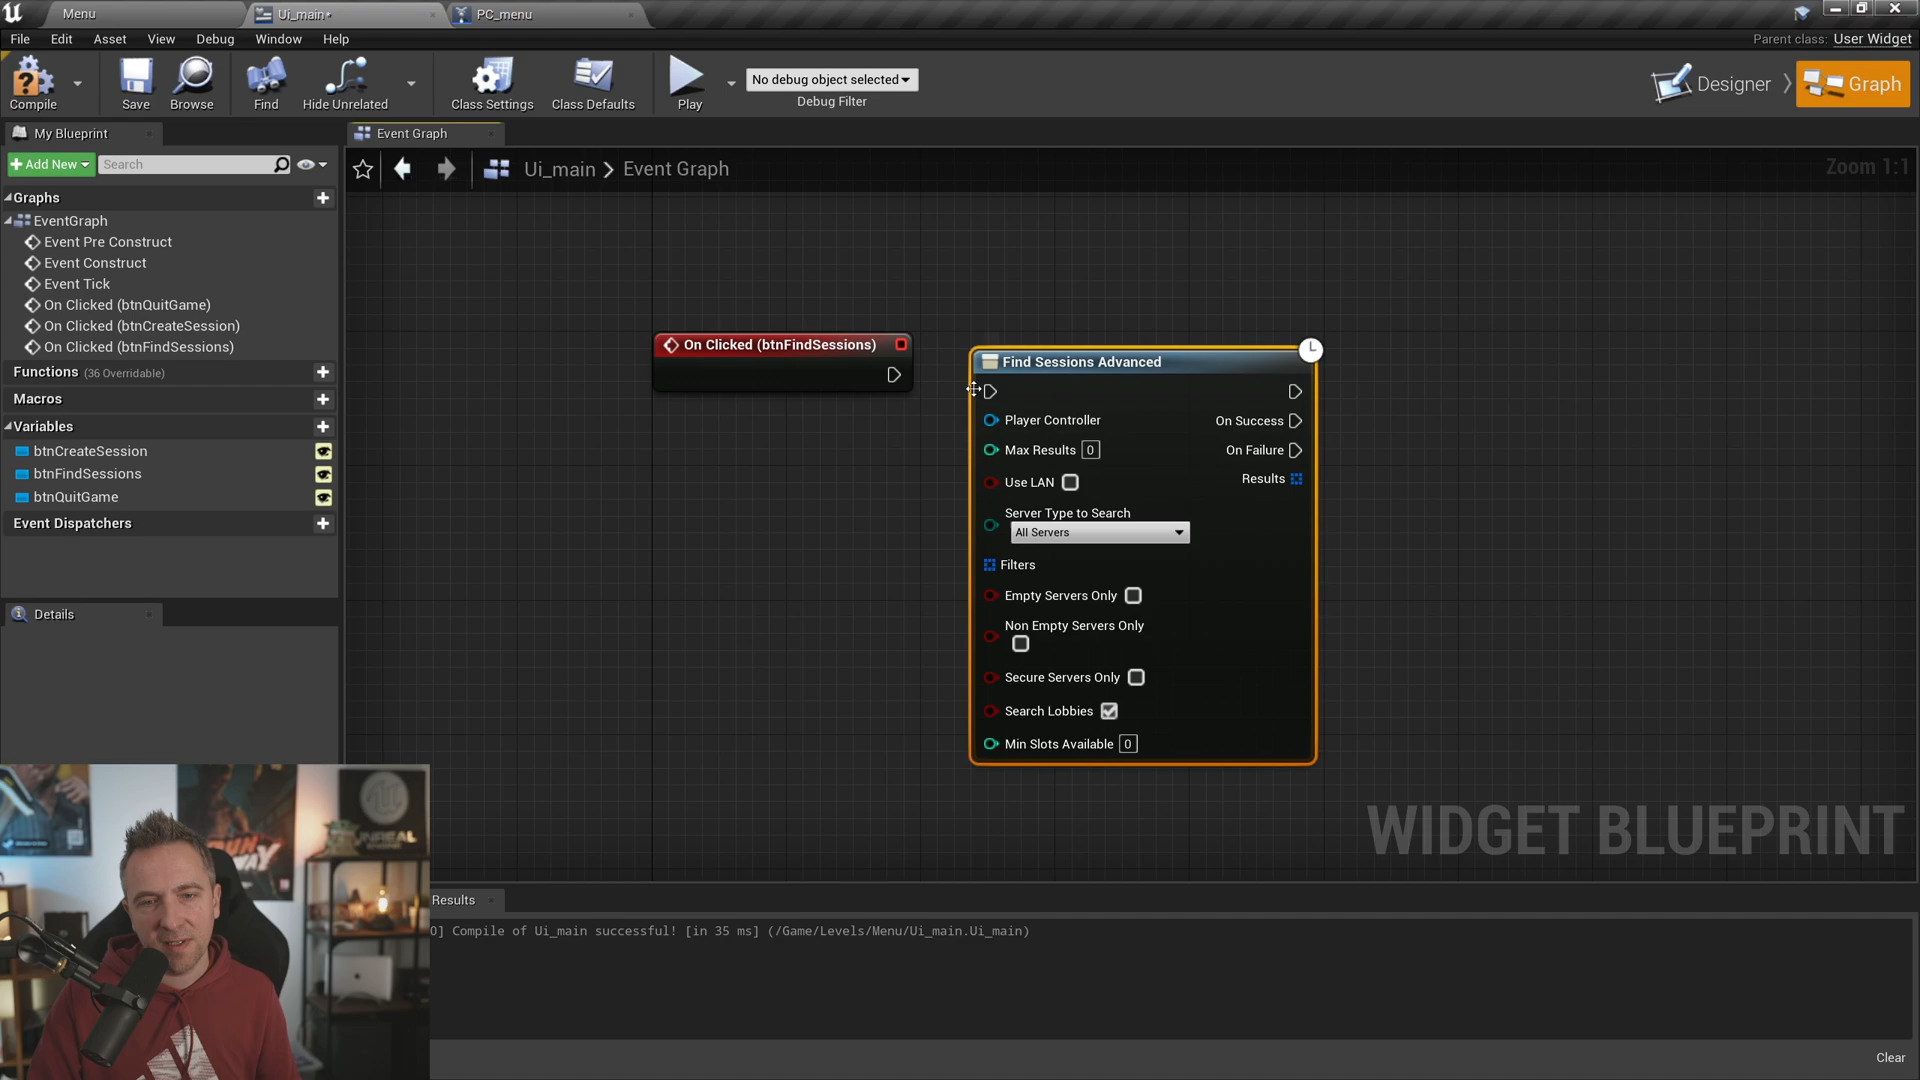 Menu
Ui_main*
PC_menu
File
Edit
Asset
View
Debug
Window
Help
Parent class:
User Widget
Compile
Save
Browse
Find
Hide Unrelated
Class Settings
Class Defaults
Play
No debug object selected
Debug Filter
Designer
Graph
My Blueprint
Event Graph
Add New
Search
Ui_main > Event Graph
Zoom 1:1
Graphs
EventGraph
Event Pre Construct
Event Construct
Event Tick
On Clicked (btnQuitGame)
On Clicked (btnCreateSession)
On Clicked (btnFindSessions)
Functions (36 Overridable)
Macros
Variables
btnCreateSession
btnFindSessions
btnQuitGame
Event Dispatchers
Details
On Clicked (btnFindSessions)
Find Sessions Advanced
Player Controller
On Success
Max Results 0
On Failure
Use LAN
Results
Server Type to Search
All Servers
Filters
Empty Servers Only
Non Empty Servers Only
Secure Servers Only
Search Lobbies
Min Slots Available 0
WIDGET BLUEPRINT
Results
0] Compile of Ui_main successful! [in 35 ms] (/Game/Levels/Menu/Ui_main.Ui_main)
Clear